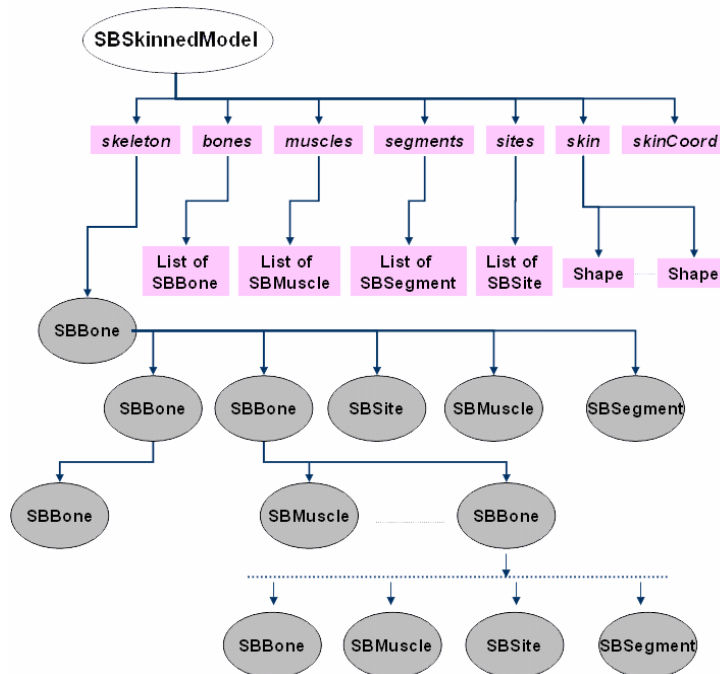 SBSkinnedModel
skeleton bones muscles segments sites skin skinCoord
List of SBBone
List of SBMuscle
List of SBSegment
List of SBSite
Shape Shape
SBBone
SBBone SBBone SBSite SBMuscle SBSegment
SBBone SBMuscle SBBone
SBBone SBMuscle SBSite SBSegment